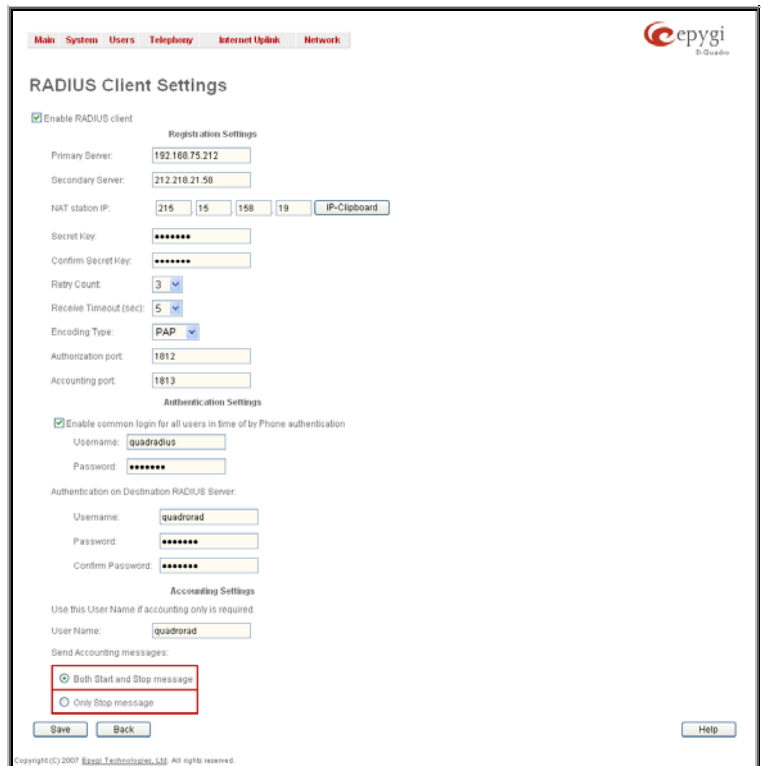 Main System Users Telephony Internet Uplink Network
epygi
D-Quadro
RADIUS Client Settings
Enable RADIUS client
Registration Settings
Primary Server: 192.168.75.212
Secondary Server: 212.218.21.58
NAT station IP: 215 . 15 . 158 . 19 IP-Clipboard
Secret Key: •••••••
Confirm Secret Key: •••••••
Retry Count: 3
Receive Timeout (sec): 5
Encoding Type: PAP
Authorization port: 1812
Accounting port: 1813
Authentication Settings
Enable common login for all users in time of by Phone authentication
Username: quadradius
Password: •••••••
Authentication on Destination RADIUS Server:
Username: quadrorad
Password: •••••••
Confirm Password: •••••••
Accounting Settings
Use this User Name if accounting only is required.
User Name: quadrorad
Send Accounting messages:
Both Start and Stop message
Only Stop message
Save Back Help
Copyright (C) 2007 Epygi Technologies, Ltd. All rights reserved.